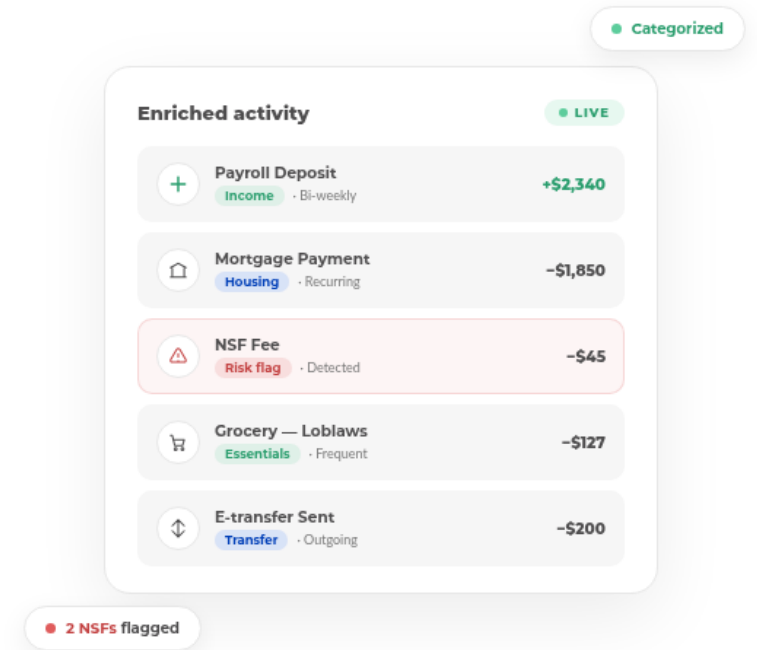 Categorized
Enriched activity
LIVE
Payroll Deposit
+$2,340
Income · Bi-weekly
Mortgage Payment
−$1,850
Housing · Recurring
NSF Fee
−$45
Risk flag · Detected
Grocery — Loblaws
−$127
Essentials · Frequent
E-transfer Sent
−$200
Transfer · Outgoing
2 NSFs flagged